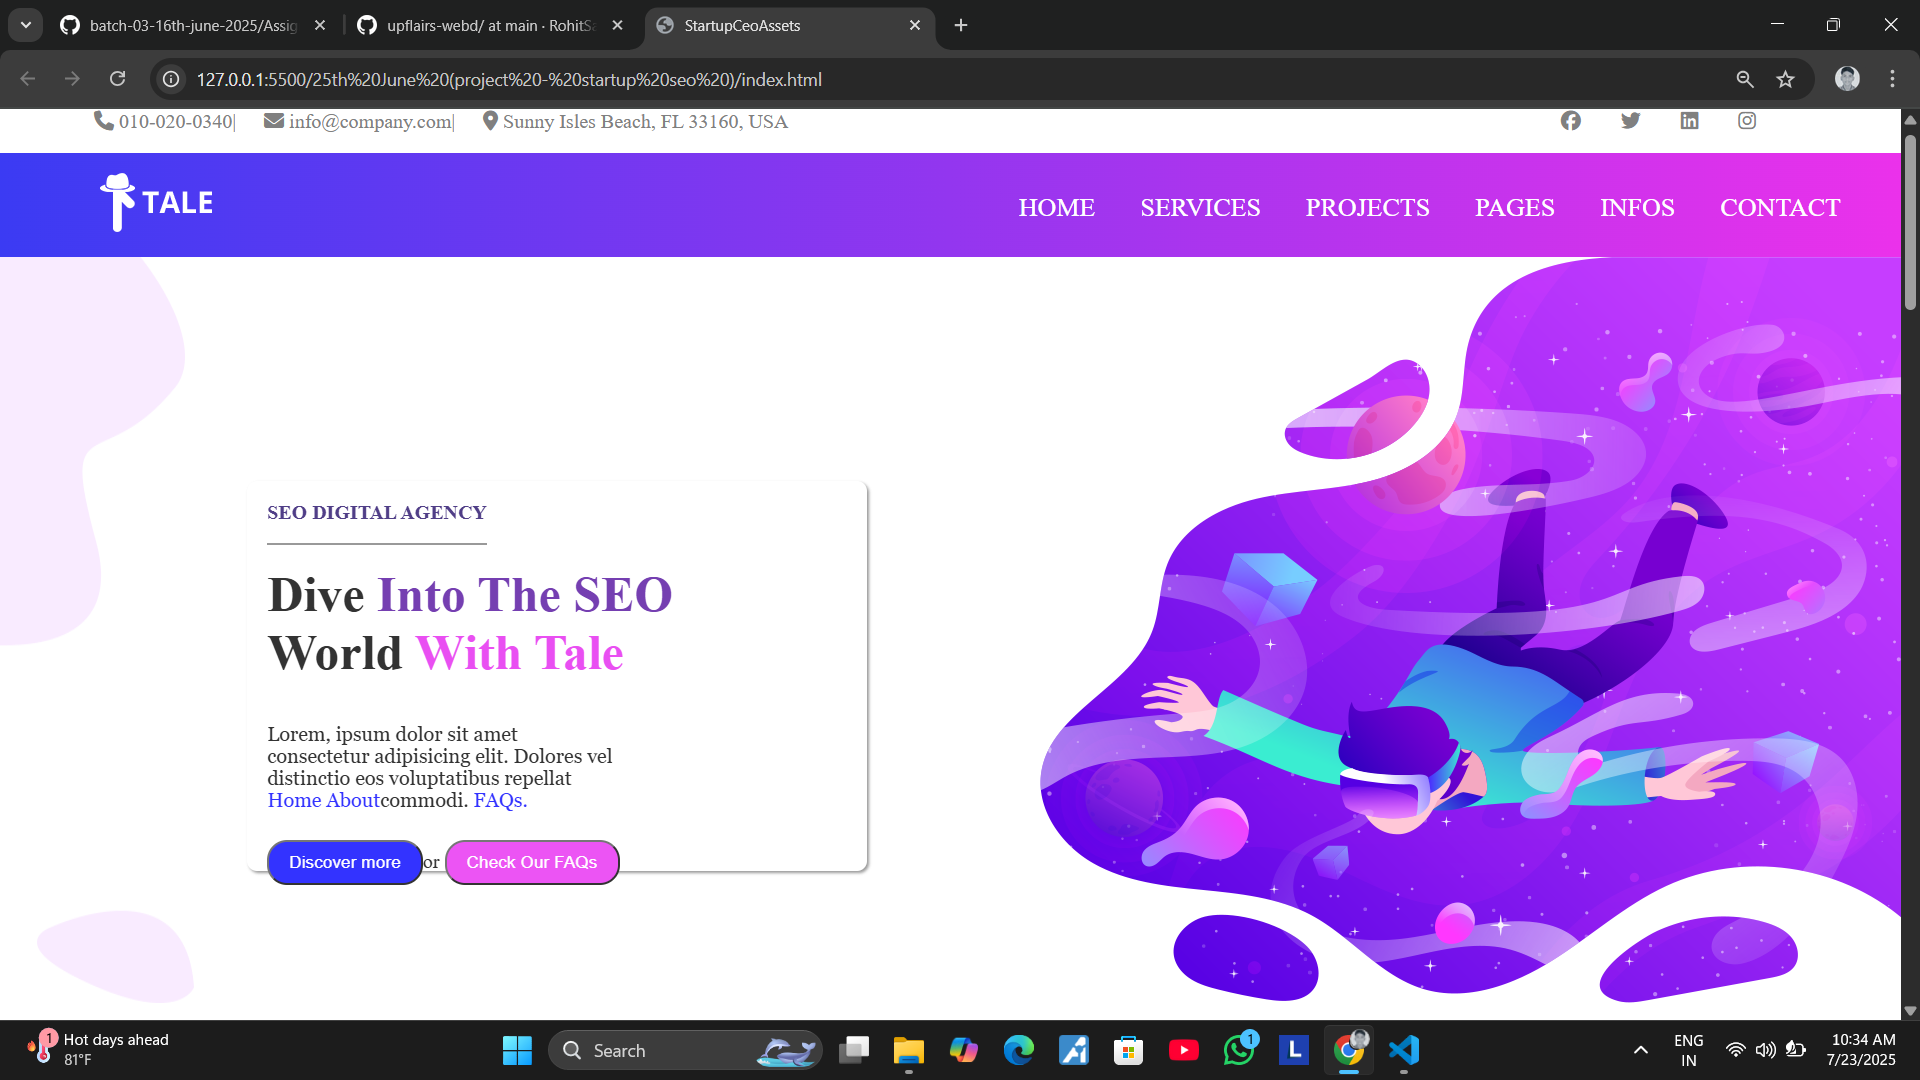 batch-03-16th-june-2025/Assig
upflairs-webd/ at main · RohitSa
StartupCeoAssets
127.0.0.1:5500/25th%20June%20(project%20-%20startup%20seo%20)/index.html
010-020-0340|
info@company.com|
Sunny Isles Beach, FL 33160, USA
TALE
HOME
SERVICES
PROJECTS
PAGES
INFOS
CONTACT
SEO DIGITAL AGENCY
Dive Into The SEO
World With Tale
Lorem, ipsum dolor sit amet
consectetur adipisicing elit. Dolores vel
distinctio eos voluptatibus repellat
Home Aboutcommodi. FAQs.
Discover more or Check Our FAQs
1
Hot days ahead
81°F
Search
1
L
ENG
IN
10:34 AM
7/23/2025